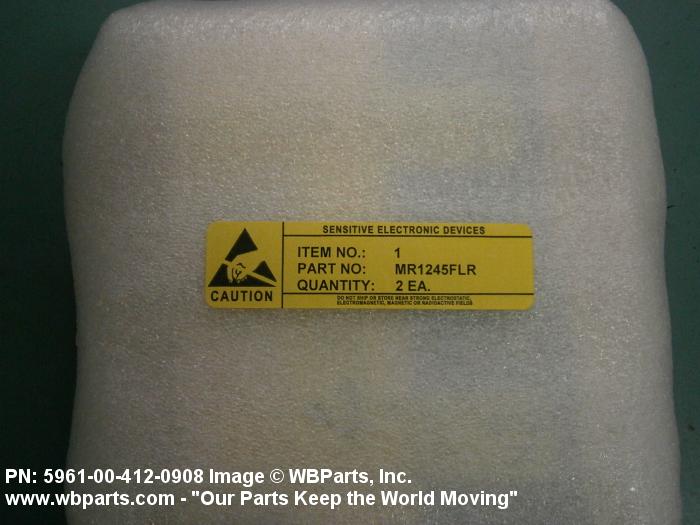 SENSITIVE ELECTRONIC DEVICES
ITEM NO.: 1
PART NO: MR1245FLR
QUANTITY: 2 EA.
CAUTION
DO NOT SHIP OR STORE NEAR STRONG ELECTROSTATIC,
ELECTROMAGNETIC, MAGNETIC OR RADIOACTIVE FIELDS
PN: 5961-00-412-0908 Image © WBParts, Inc.
www.wbparts.com - "Our Parts Keep the World Moving"